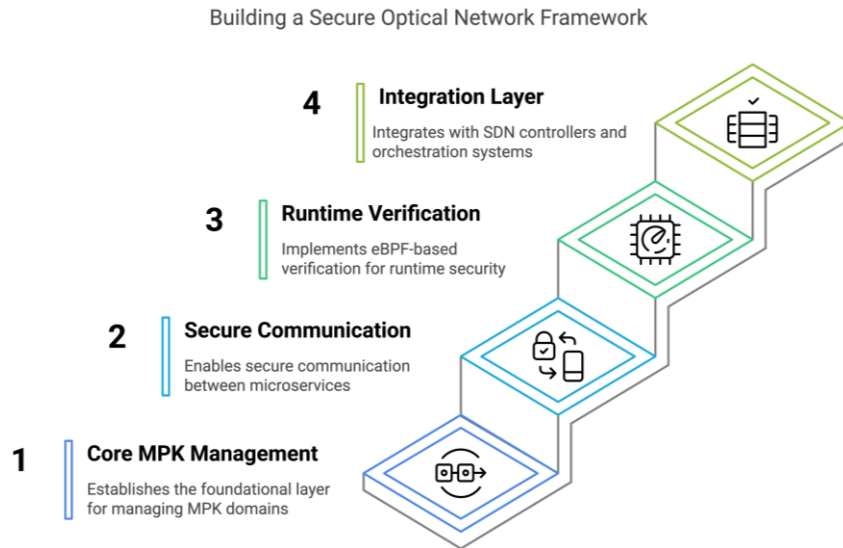 Building a Secure Optical Network Framework
4
Integration Layer
Integrates with SDN controllers and
orchestration systems
3
Runtime Verification
Implements eBPF-based
verification for runtime security
2
Secure Communication
Enables secure communication
between microservices
1
Core MPK Management
Establishes the foundational layer
for managing MPK domains